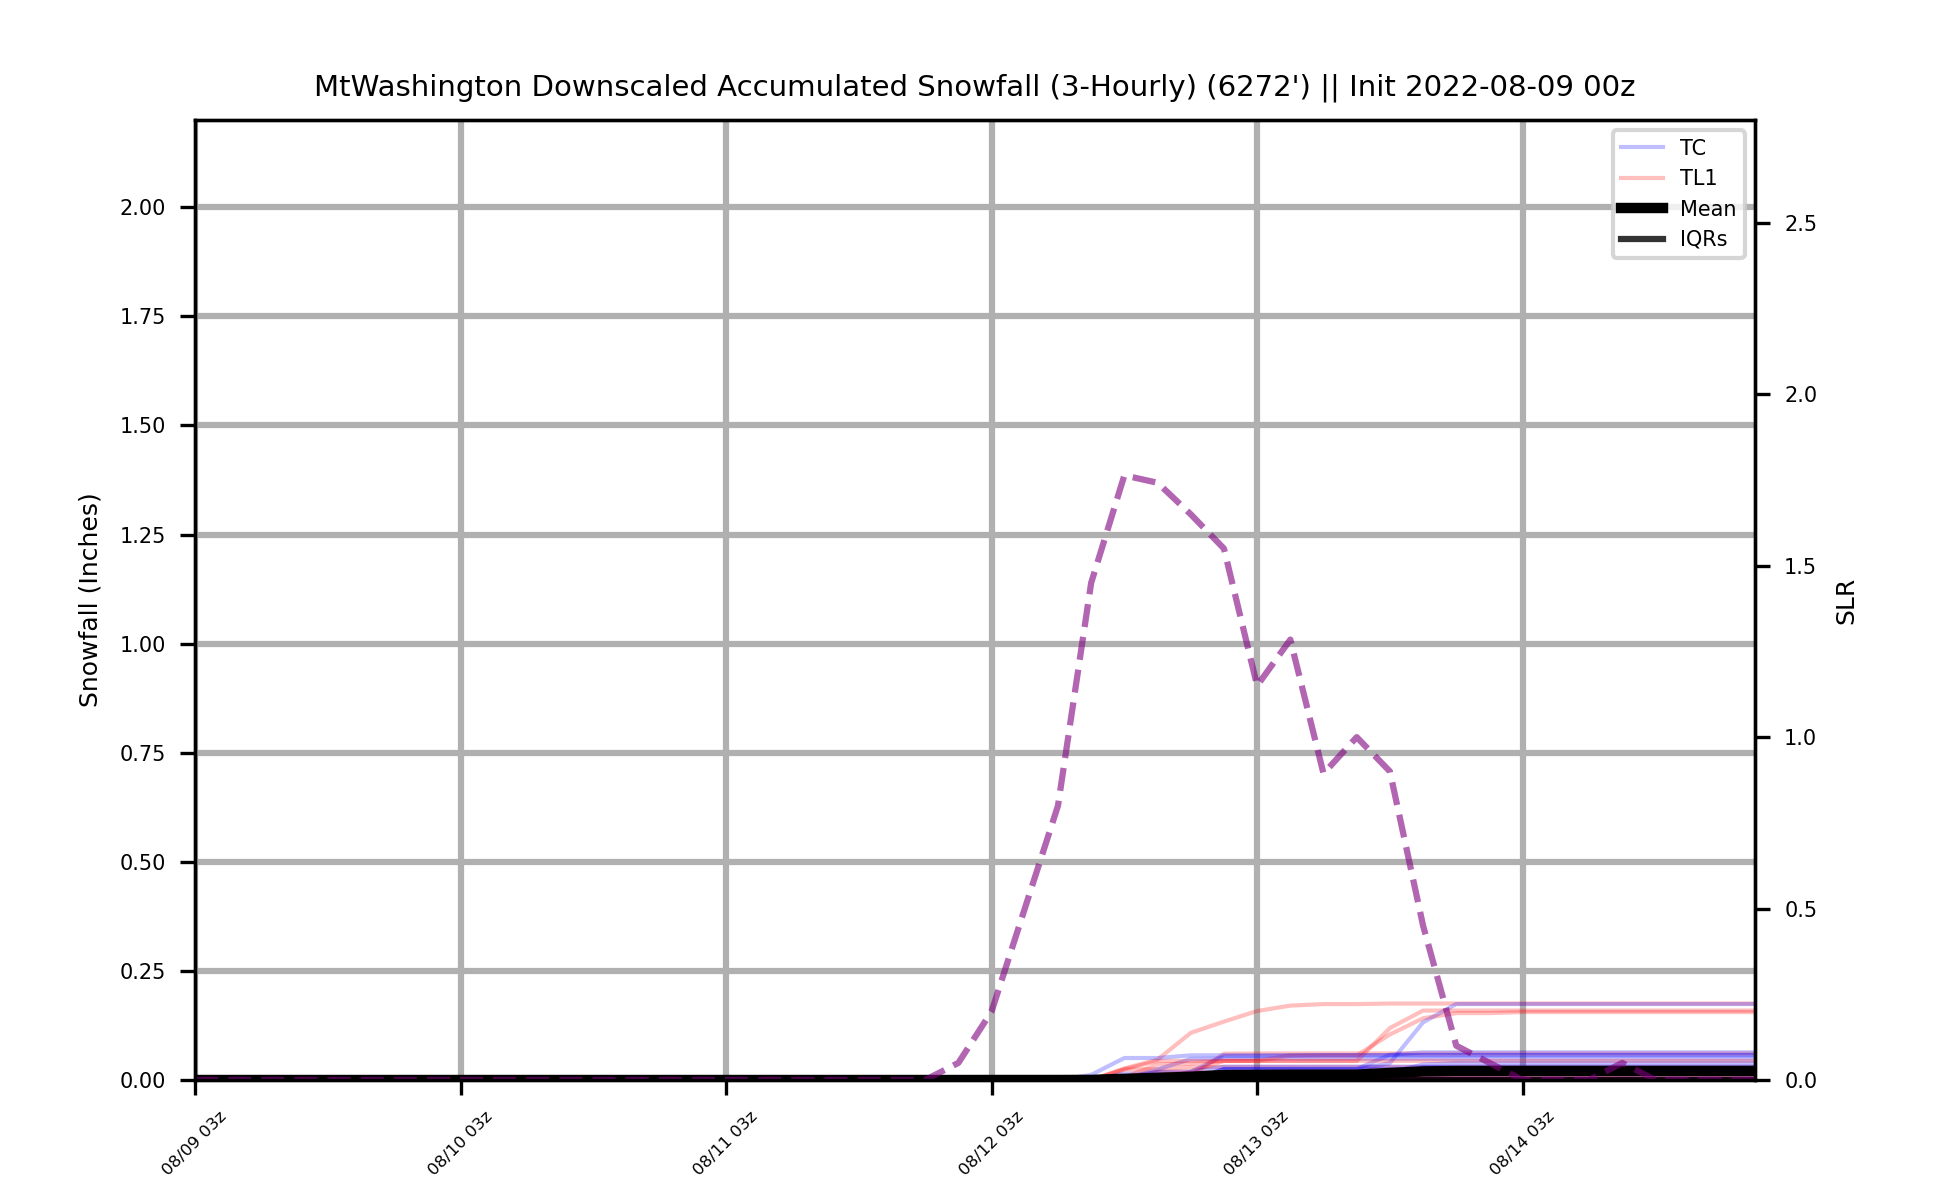 MtWashington Downscaled Accumulated Snowfall (3-Hourly) (6272') || Init 2022-08-09 00z
TC
TL1
Mean
IQRs
Snowfall (Inches)
2.00
1.75
1.50
1.25
1.00
0.75
0.50
0.25
0.00
2.5
2.0
1.5
1.0
0.5
0.0
SLR
08/09 03z
08/10 03z
08/11 03z
08/12 03z
08/13 03z
08/14 03z